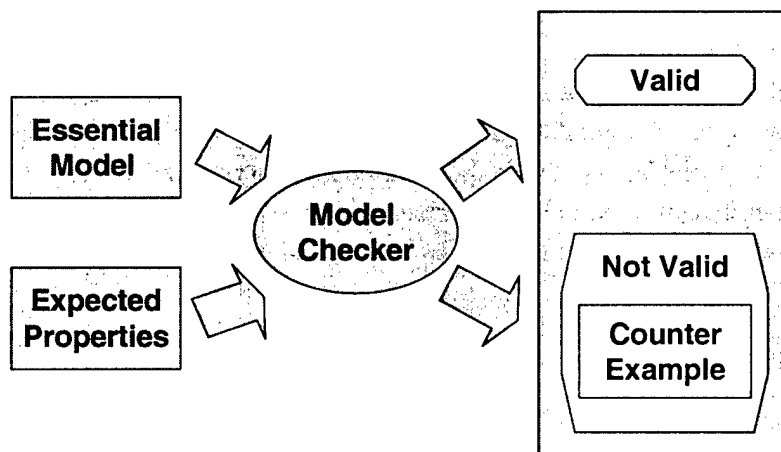 Essential
Model
Expected
Properties
Model
Checker
Valid
Not Valid
Counter
Example